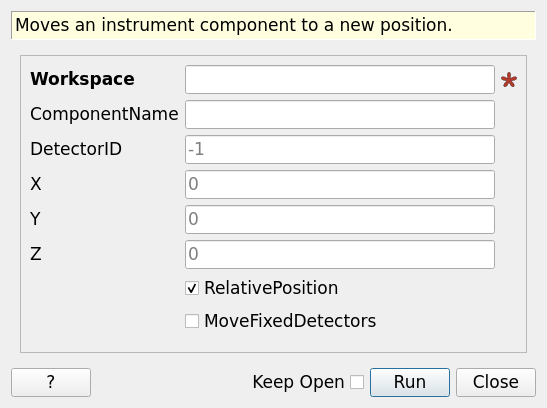 Moves an instrument component to a new position.
Workspace
ComponentName
DetectorID -1
X 0
Y 0
Z 0
RelativePosition
MoveFixedDetectors
? Keep Open Run Close